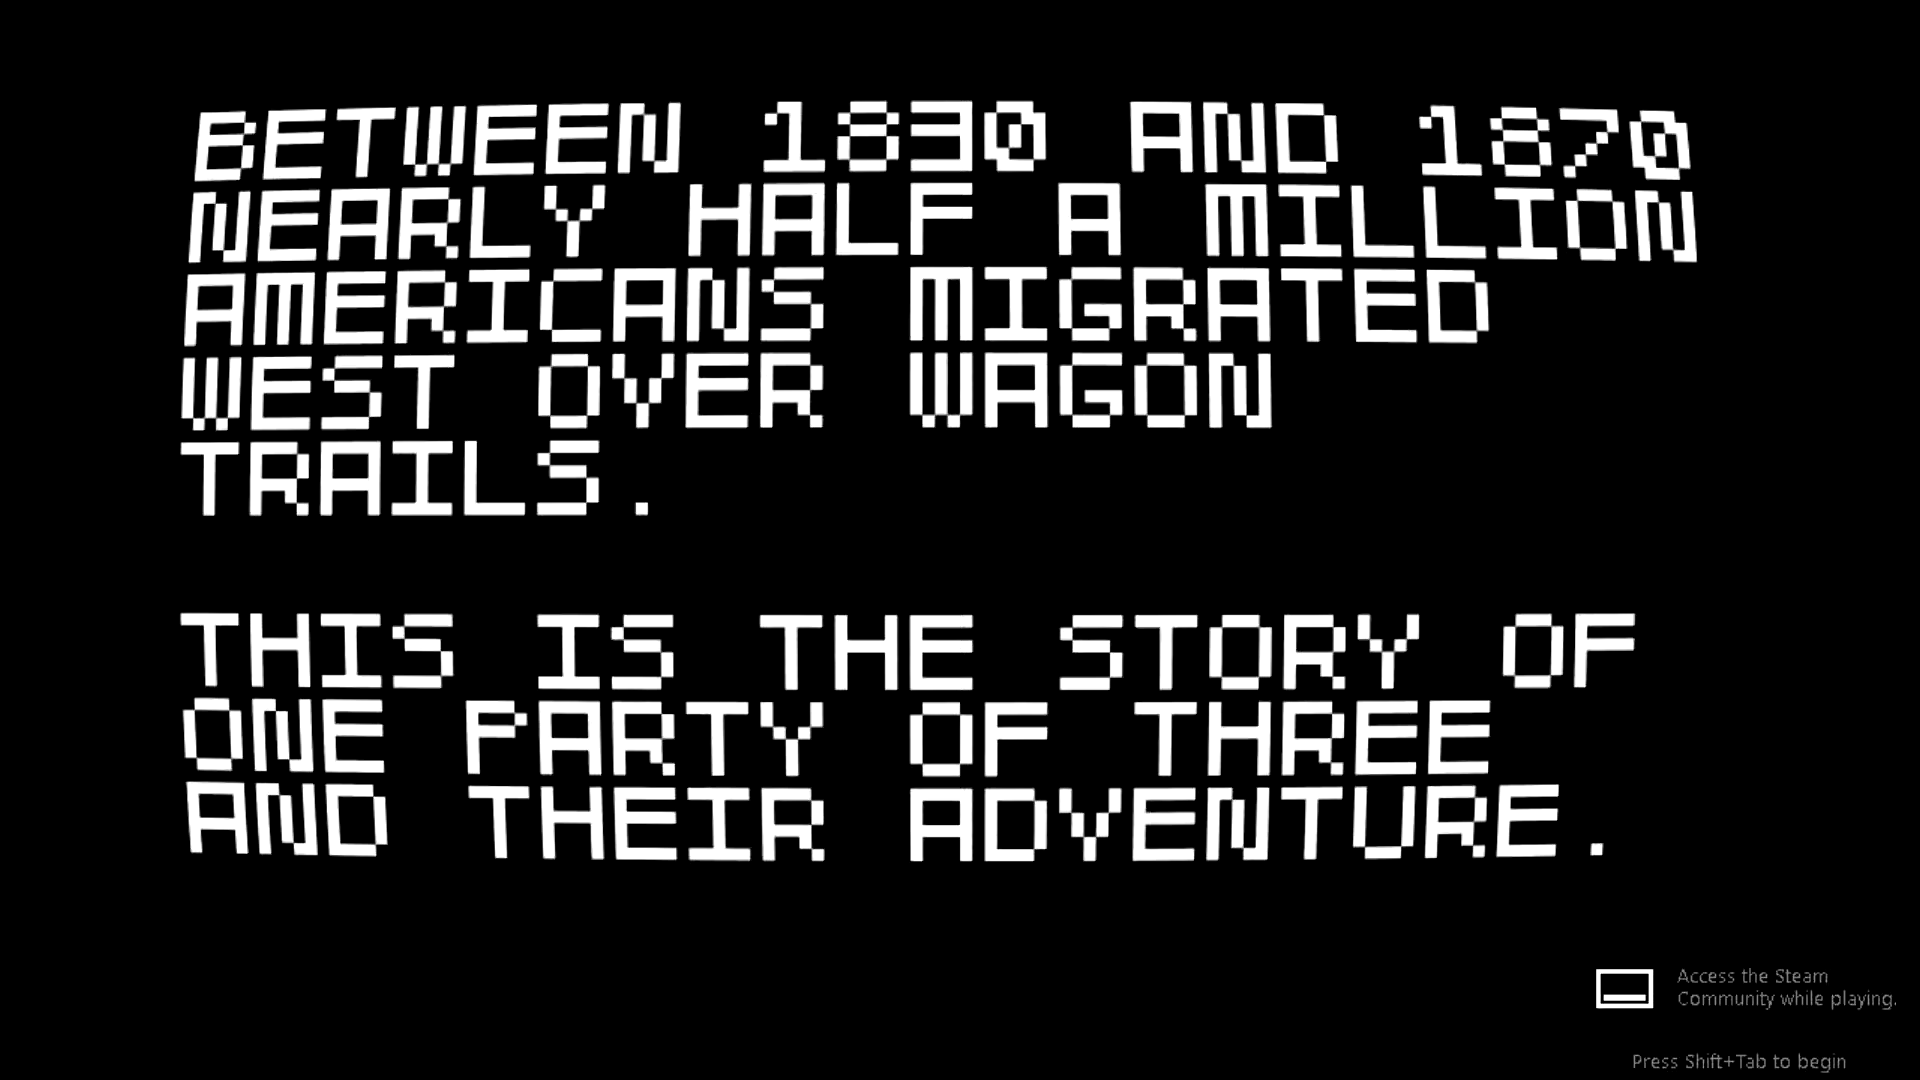 BETWEEN 1830 AND 1870
NEARLY HALF A MILLION
AMERICANS MIGRATED
WEST OVER WAGON
TRAILS.
THIS IS THE STORY OF
ONE PARTY OF THREE
AND THEIR ADVENTURE.
Access the Steam
Community while playing.
Press Shift+Tab to begin